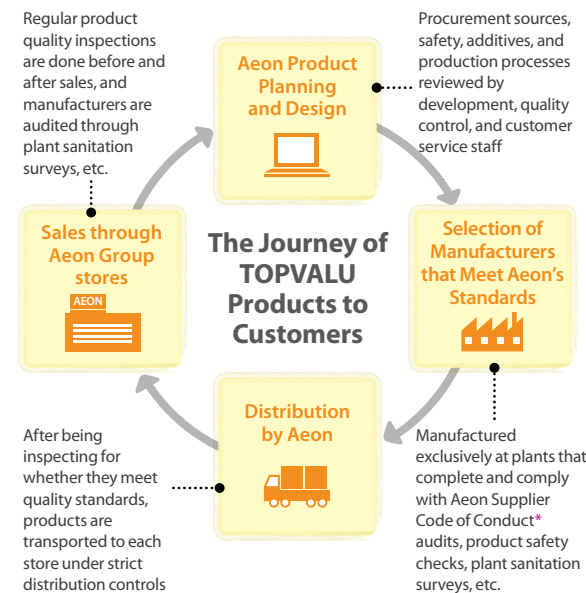 Regular product
quality inspections
are done before and
after sales, and
manufacturers are
audited through
plant sanitation
surveys, etc.
Aeon Product
Planning
and Design
Procurement sources,
safety, additives, and
production processes
reviewed by
development, quality
control, and customer
service staff
Sales through
Aeon Group
stores
AEON
The Journey of
TOPVALU
Products to
Customers
Selection of
Manufacturers
that Meet Aeon’s
Standards
After being
inspecting for
whether they meet
quality standards,
products are
transported to each
store under strict
distribution controls
Distribution
by Aeon
Manufactured
exclusively at plants that
complete and comply
with Aeon Supplier
Code of Conduct*
audits, product safety
checks, plant sanitation
surveys, etc.